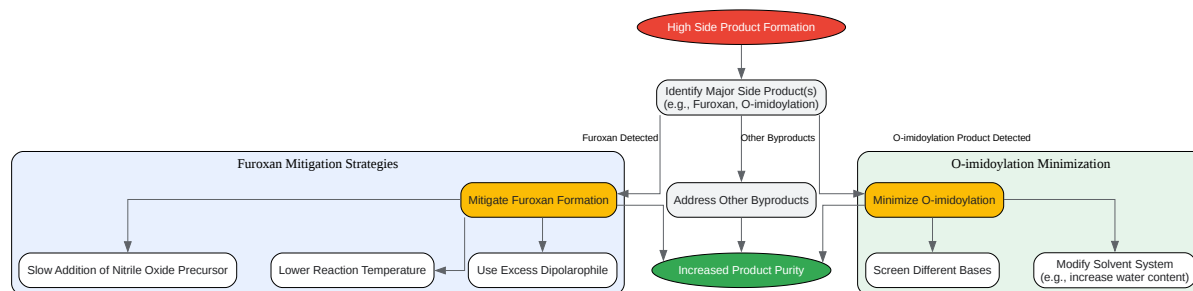 High Side Product Formation
Identify Major Side Product(s)
(e.g., Furoxan, O-imidoylation)
Furoxan Detected
Other Byproducts
O-imidoylation Product Detected
Furoxan Mitigation Strategies
O-imidoylation Minimization
Mitigate Furoxan Formation
Address Other Byproducts
Minimize O-imidoylation
Slow Addition of Nitrile Oxide Precursor
Lower Reaction Temperature
Use Excess Dipolarophile
Increased Product Purity
Screen Different Bases
Modify Solvent System
(e.g., increase water content)